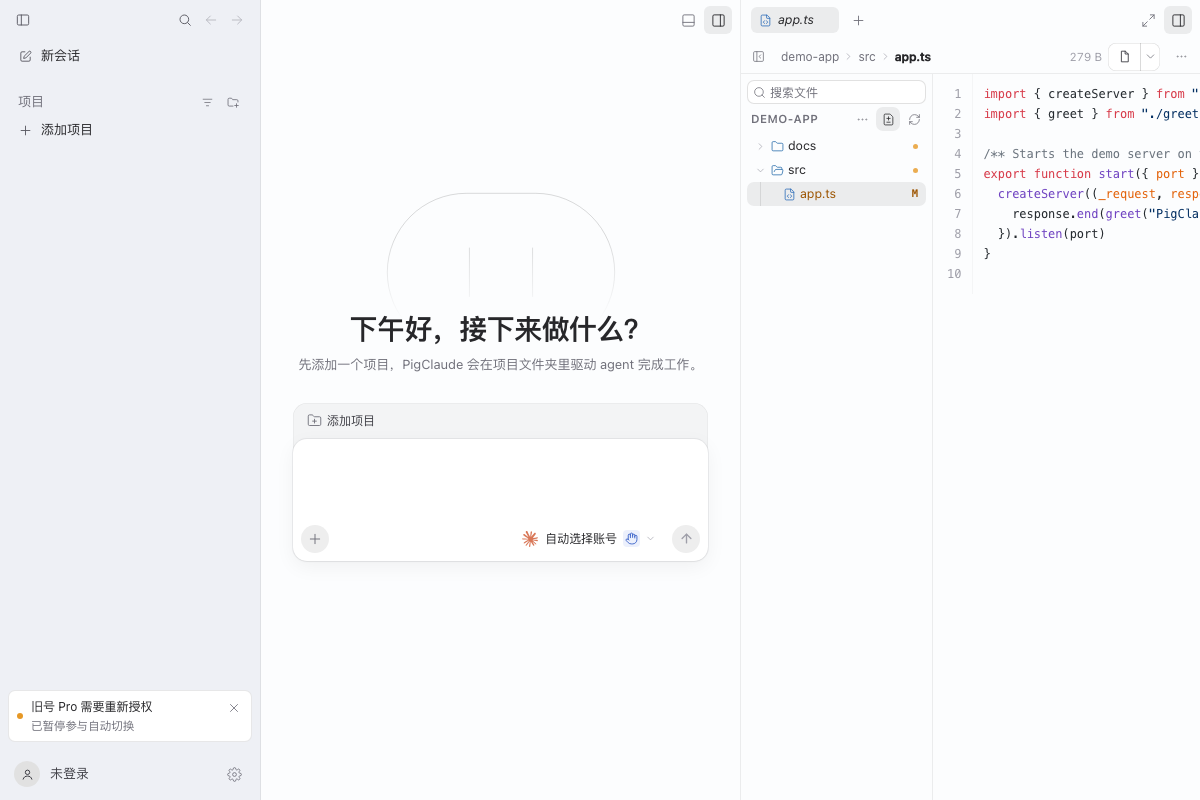 新会话
项目
添加项目
旧号 Pro 需要重新授权
已暂停参与自动切换
未登录
下午好，接下来做什么？
先添加一个项目，PigClaude 会在项目文件夹里驱动 agent 完成工作。
添加项目
自动选择账号
app.ts
demo-app > src > app.ts
279 B
搜索文件
DEMO-APP
docs
src
app.ts M
1 import { createServer } from "
2 import { greet } from "./greet
3
4 /** Starts the demo server on
5 export function start({ port }
6 createServer((_request, respo
7 response.end(greet("PigCla
8 }).listen(port)
9 }
10